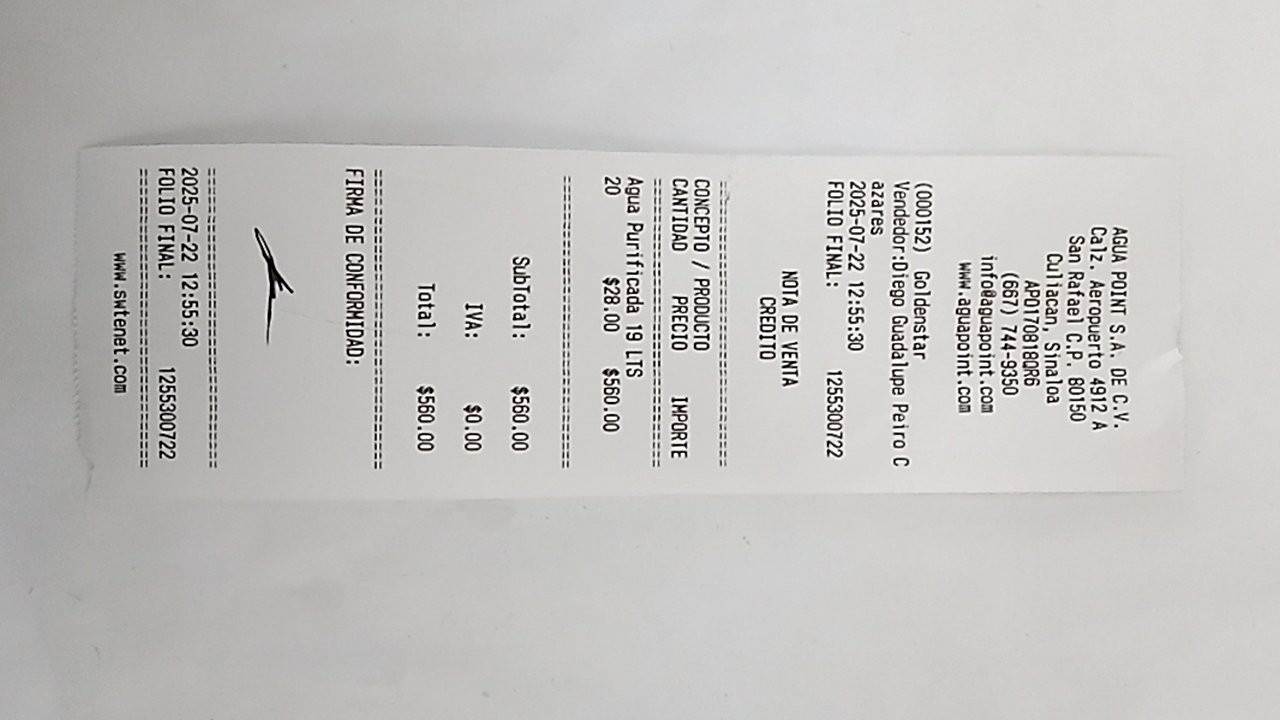 AGUA POINT S.A. DE C.V.
Calz. Aeropuerto 4912 A
San Rafael C.P. 80150
Culiacan, Sinaloa
APO1708180R6
(667) 744-9350
info@aguapoint.com
www.aguapoint.com
(000152) Goldenstar
Vendedor:Diego Guadalupe Peiro C
azares
2025-07-22 12:55:30
FOLIO FINAL: 1255300722
NOTA DE VENTA
CREDITO
================================
CONCEPTO / PRODUCTO
CANTIDAD PRECIO IMPORTE
================================
Agua Purificada 19 LTS
20 $28.00 $560.00
================================
SubTotal: $560.00
IVA: $0.00
Total: $560.00
================================
FIRMA DE CONFORMIDAD:
================================
2025-07-22 12:55:30
FOLIO FINAL: 1255300722
================================
www.swtenet.com